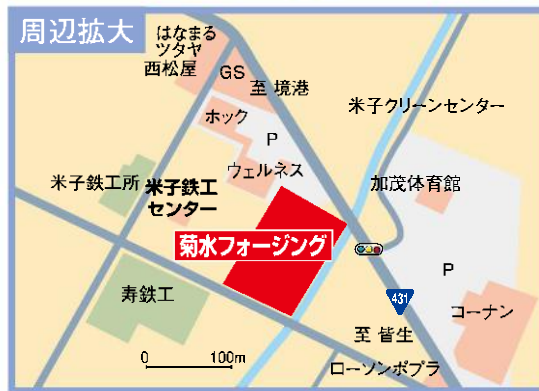 周辺拡大
はなまる
ツタヤ
西松屋
GS
至 境港
ホック
P
米子クリーンセンター
ウェルネス
米子鉄工所
米子鉄工
センター
加茂体育館
菊水フォージング
P
寿鉄工
431
コーナン
至 皆生
0 100m
ローソンポプラ